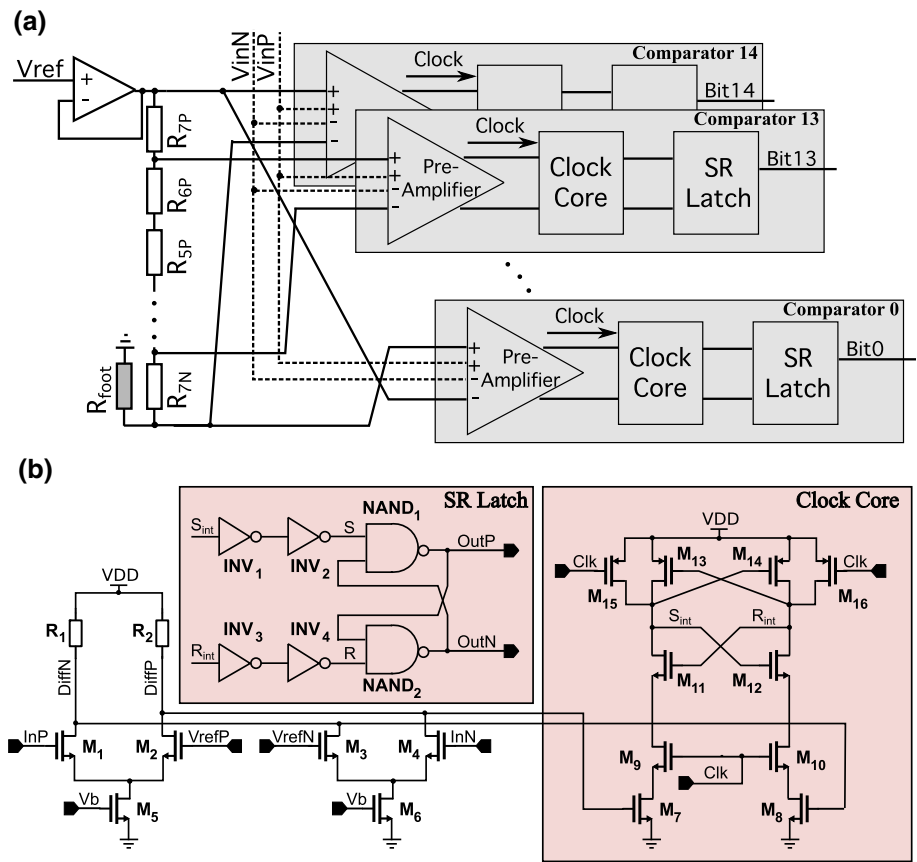 (a)
Vref
+
-
VinN
VinP
R7P
R6P
R5P
R7N
Rfoot
Comparator 14
Clock
+
+
-
-
Bit14
Comparator 13
Clock
+
+
-
-
Pre-
Amplifier
Clock
Core
SR
Latch
Bit13
Comparator 0
Clock
+
+
-
-
Pre-
Amplifier
Clock
Core
SR
Latch
Bit0
(b)
SR Latch
NAND1
Sint
INV1
INV2
S
OutP
Rint
INV3
INV4
R
OutN
NAND2
VDD
R1
R2
DiffN
DiffP
InP
M1
M2
VrefP
VrefN
M3
M4
InN
Vb
M5
Vb
M6
Clock Core
VDD
Clk
M15
M13
M14
Clk
M16
Sint
Rint
M11
M12
M9
M10
Clk
M7
M8